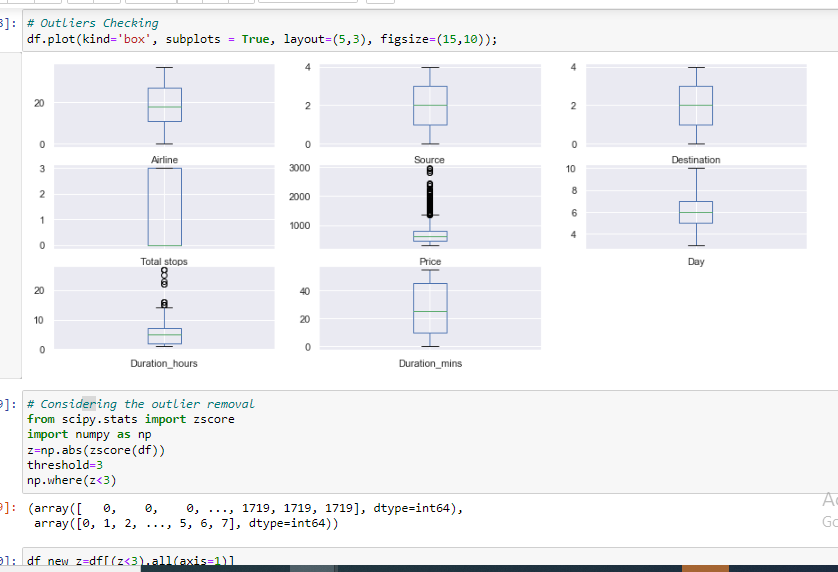 ]: # Outliers Checking
df.plot(kind='box', subplots = True, layout=(5,3), figsize=(15,10));
20
0
Airline
4
2
0
Source
4
2
0
Destination
3
2
1
0
Total stops
3000
2000
1000
Price
10
8
6
4
Day
20
10
0
Duration_hours
40
20
0
Duration_mins
]: # Considering the outlier removal
from scipy.stats import zscore
import numpy as np
z=np.abs(zscore(df))
threshold=3
np.where(z<3)
]: (array([   0,    0,    0, ..., 1719, 1719, 1719], dtype=int64),
array([0, 1, 2, ..., 5, 6, 7], dtype=int64))
]: df_new_z=df[(z<3).all(axis=1)]